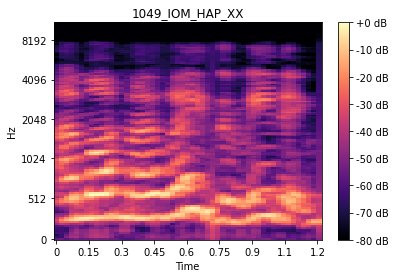 1049_IOM_HAP_XX
Hz
8192
4096
2048
1024
512
0
0 0.15 0.3 0.45 0.6 0.75 0.9 1.1 1.2
Time
+0 dB
-10 dB
-20 dB
-30 dB
-40 dB
-50 dB
-60 dB
-70 dB
-80 dB